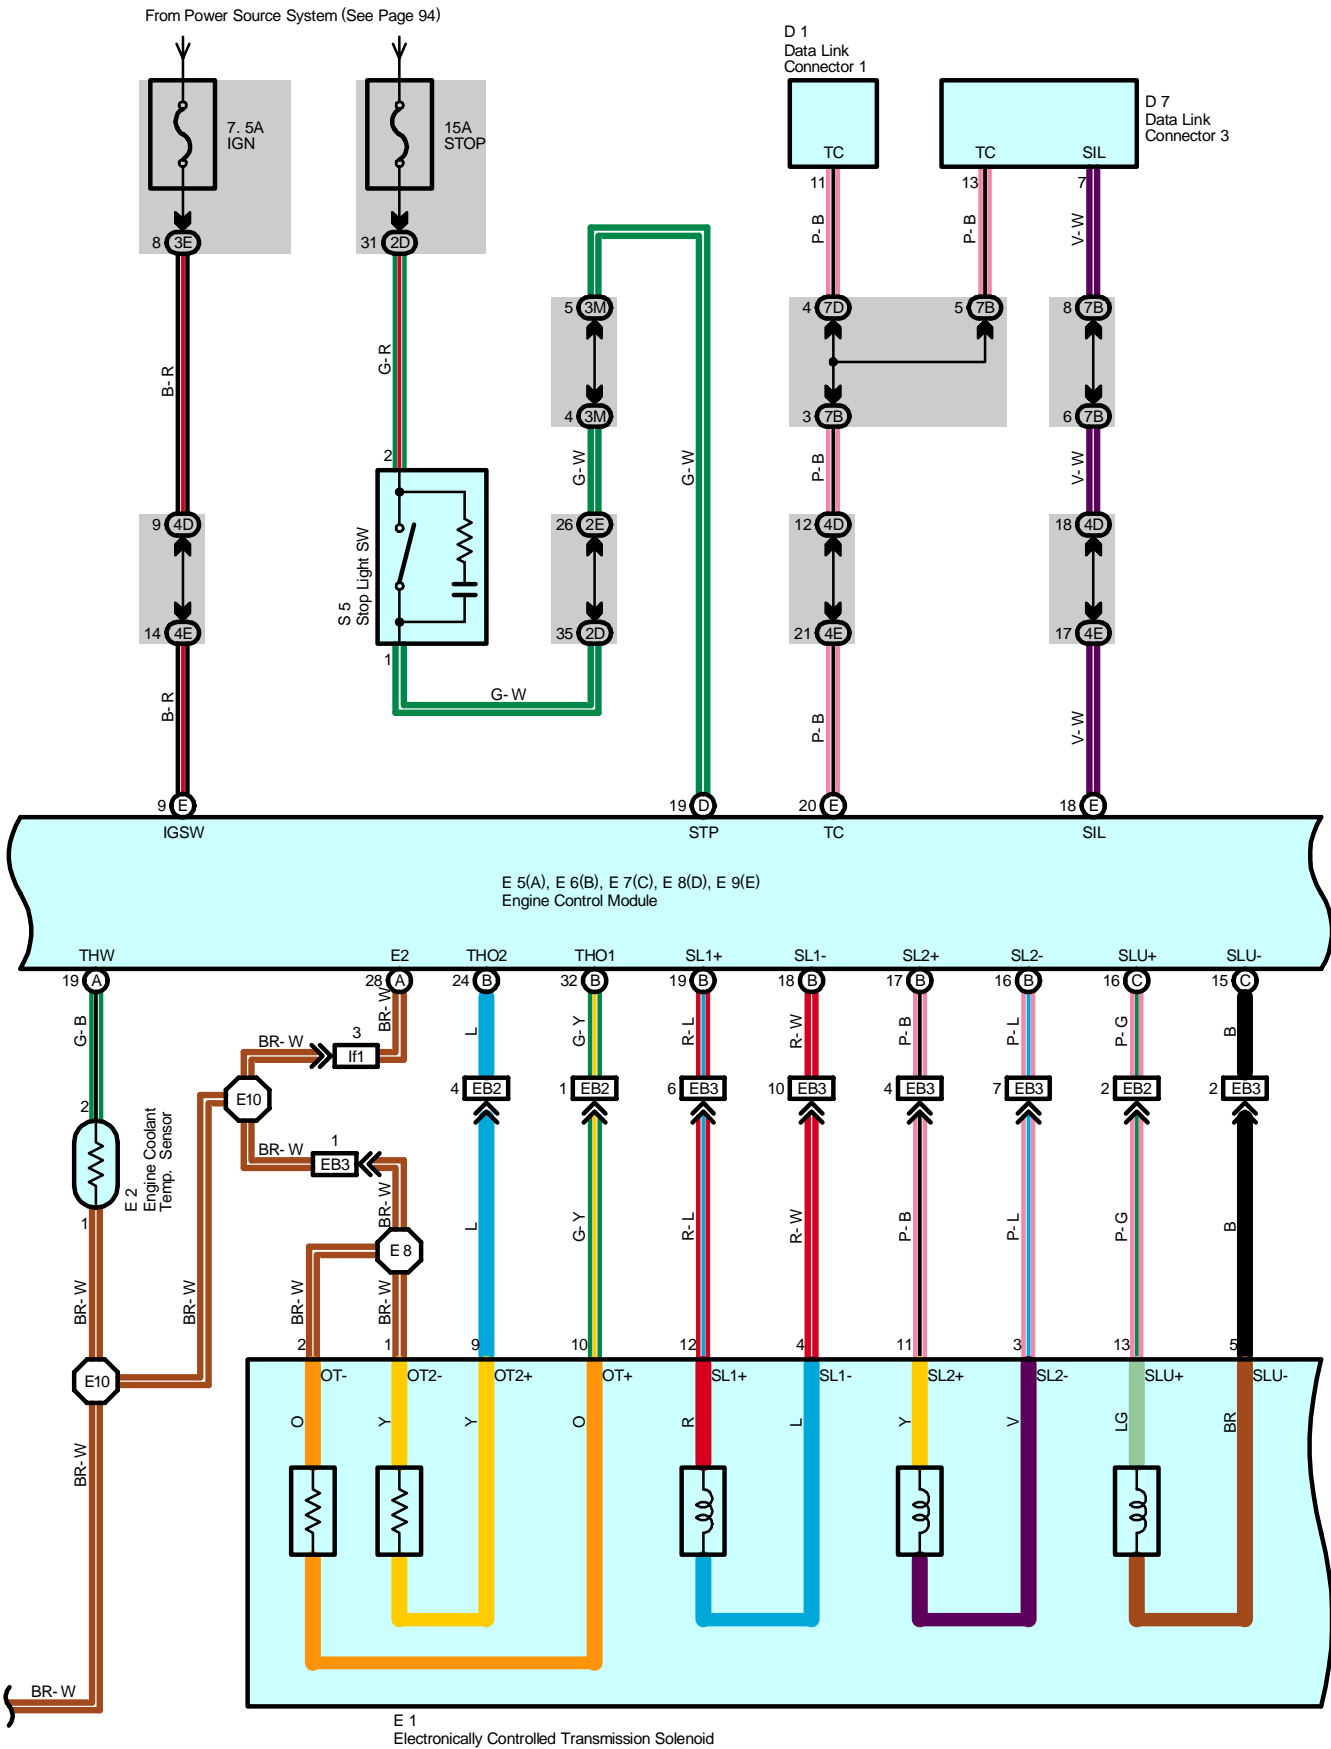 From Power Source System (See Page 94)
D 1
Data Link
Connector 1
D 7
Data Link
Connector 3
7. 5A
IGN
15A
STOP
TC
TC
SIL
11
13
7
P- B
P- B
V- W
8 3E
31 2D
5 3M
4 7D
5 7B
8 7B
B- R
G- R
4 3M
3 7B
6 7B
2
G- W
G- W
P- B
V- W
9 4D
26 2E
12 4D
18 4D
S 5
Stop Light SW
14 4E
35 2D
21 4E
17 4E
1
G- W
B- R
P- B
V- W
9 E
19 D
20 E
18 E
IGSW
STP
TC
SIL
E 5(A), E 6(B), E 7(C), E 8(D), E 9(E)
Engine Control Module
THW
E2
THO2
THO1
SL1+
SL1-
SL2+
SL2-
SLU+
SLU-
19 A
28 A
24 B
32 B
19 B
18 B
17 B
16 B
16 C
15 C
G- B
BR- W
L
G- Y
R- L
R- W
P- B
P- L
P- G
B
3
BR- W
If1
E10
4 EB2
1 EB2
6 EB3
10 EB3
4 EB3
7 EB3
2 EB2
2 EB3
2
E 2
Engine Coolant
Temp. Sensor
1
BR- W
1
EB3
BR- W
E 8
L
G- Y
R- L
R- W
P- B
P- L
P- G
B
BR- W
BR- W
BR- W
BR- W
2
1
9
10
12
4
11
3
13
5
E10
OT-
OT2-
OT2+
OT+
SL1+
SL1-
SL2+
SL2-
SLU+
SLU-
BR- W
O
Y
Y
O
R
L
Y
V
LG
BR
BR- W
E 1
Electronically Controlled Transmission Solenoid